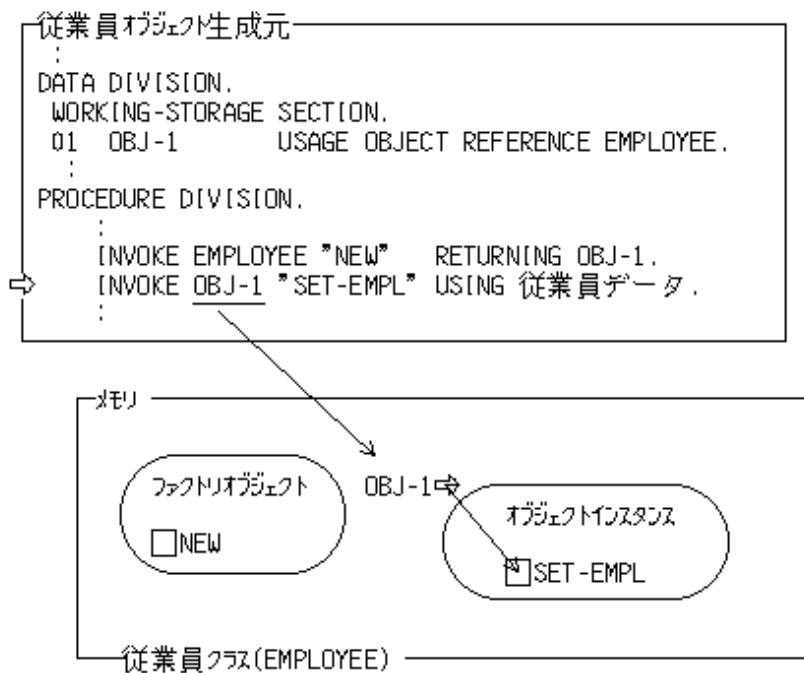 従業員オブジェクト生成元
:
DATA DIVISION.
WORKING-STORAGE SECTION.
01 OBJ-1 USAGE OBJECT REFERENCE EMPLOYEE.
:
PROCEDURE DIVISION.
:
INVOKE EMPLOYEE "NEW" RETURNING OBJ-1.
⇨ INVOKE OBJ-1 "SET-EMPL" USING 従業員データ.
:
メモリ
ファクトリオブジェクト
OBJ-1⇨
オブジェクトインスタンス
□NEW
□SET-EMPL
従業員クラス(EMPLOYEE)